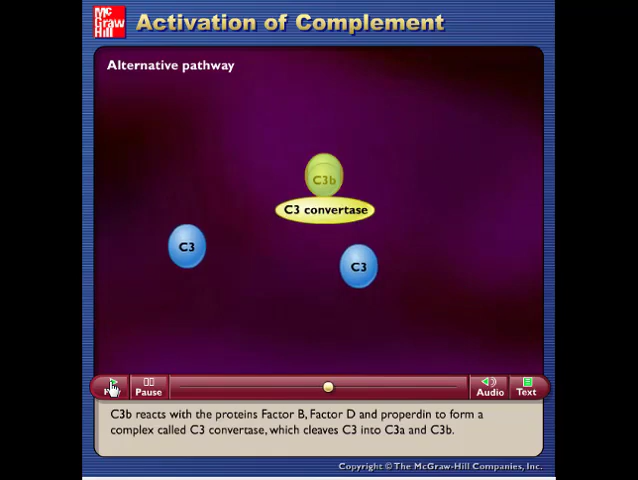 Mc
Graw
Hill
Activation of Complement
Alternative pathway
C3b
C3 convertase
C3
C3
Pause
Audio
Text
C3b reacts with the proteins Factor B, Factor D and properdin to form a
complex called C3 convertase, which cleaves C3 into C3a and C3b.
Copyright © The McGraw-Hill Companies, Inc.